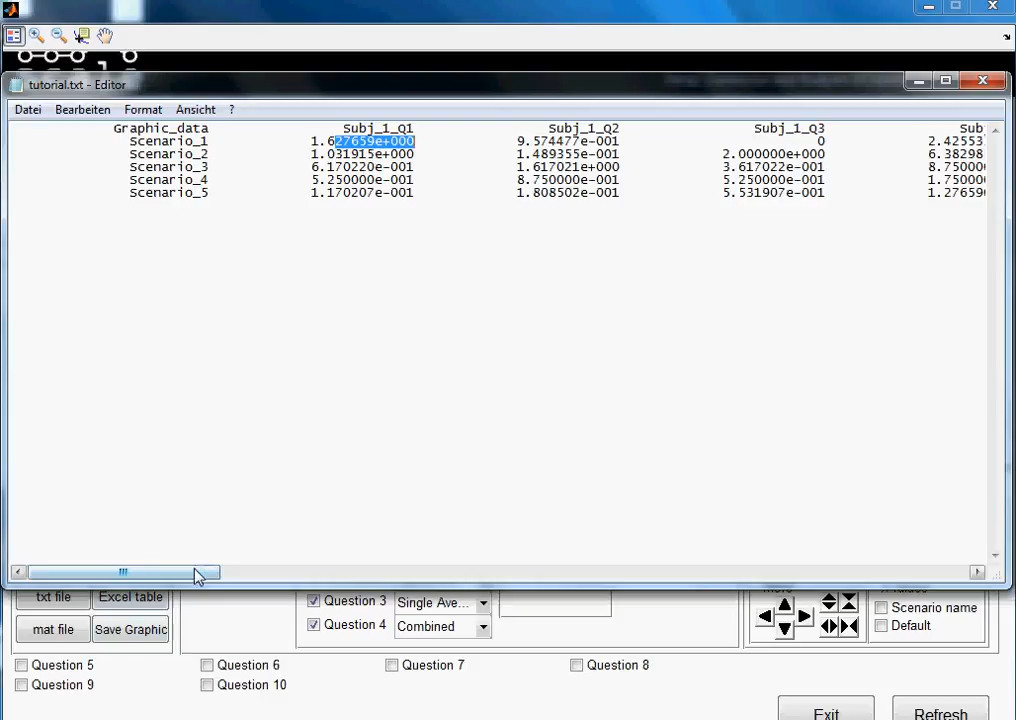 tutorial.txt - Editor
Datei Bearbeiten Format Ansicht ?
Graphic_data Subj_1_Q1 Subj_1_Q2 Subj_1_Q3 Sub
Scenario_1 1.627659e+000 9.574477e-001 0 2.42553
Scenario_2 1.031915e+000 1.489355e-001 2.000000e+000 6.38298
Scenario_3 6.170220e-001 1.617021e+000 3.617022e-001 8.75000
Scenario_4 5.250000e-001 8.750000e-001 5.250000e-001 1.75000
Scenario_5 1.170207e-001 1.808502e-001 5.531907e-001 1.27659
txt file Excel table Question 3 Single Ave... Scenario name
mat file Save Graphic Question 4 Combined Default
Question 5 Question 6 Question 7 Question 8
Question 9 Question 10
Exit Refresh